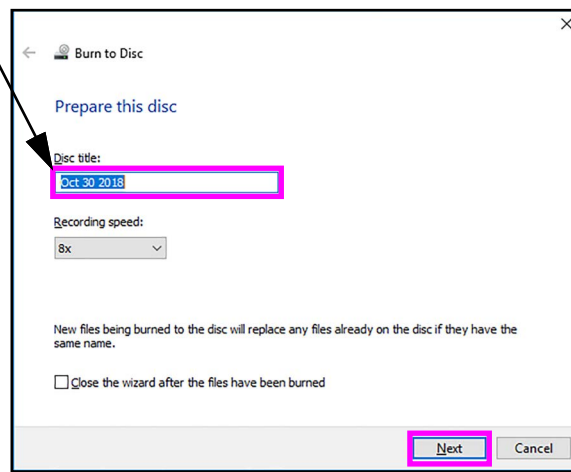 Burn to Disc
Prepare this disc
Disc title:
Oct 30 2018
Recording speed:
8x
New files being burned to the disc will replace any files already on the disc if they have the
same name.
Close the wizard after the files have been burned
Next
Cancel